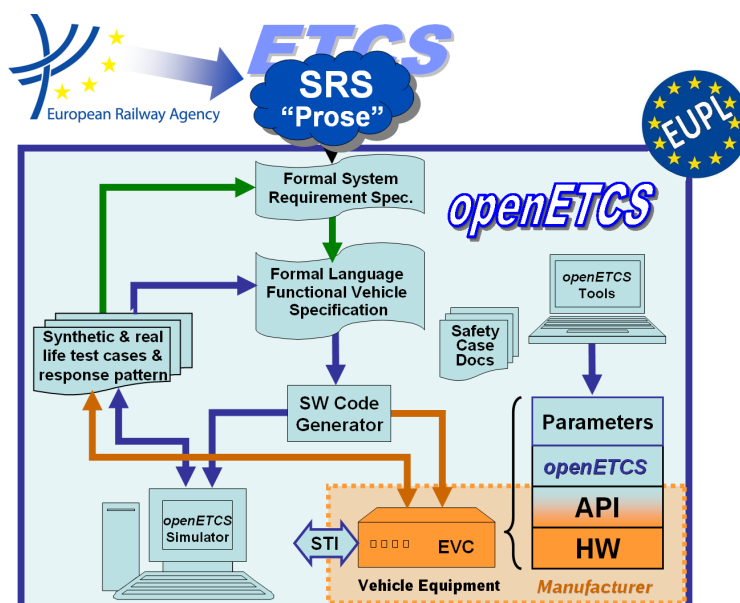 ETCS
SRS
“Prose”
European Railway Agency
EUPL
Formal System
Requirement Spec.
openETCS
Formal Language
Functional Vehicle
Specification
openETCS
Tools
Synthetic & real
life test cases &
response pattern
Safety
Case
Docs
SW Code
Generator
Parameters
openETCS
API
HW
openETCS
Simulator
STI
EVC
Vehicle Equipment
Manufacturer